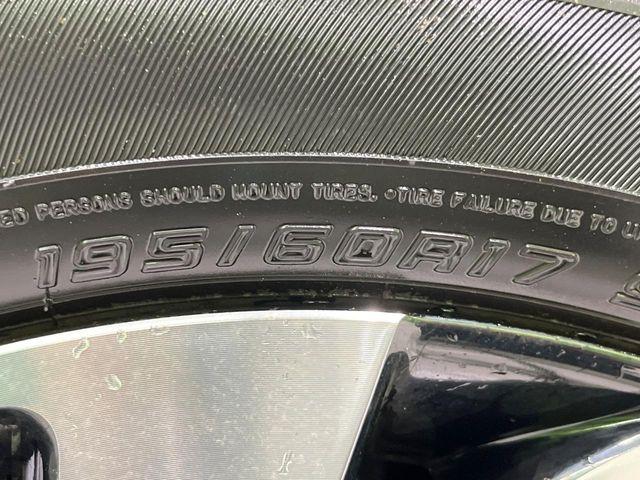 PERSONS SHOULD MOUNT TIRES. •TIRE FAILURE DUE TO
195/60R17